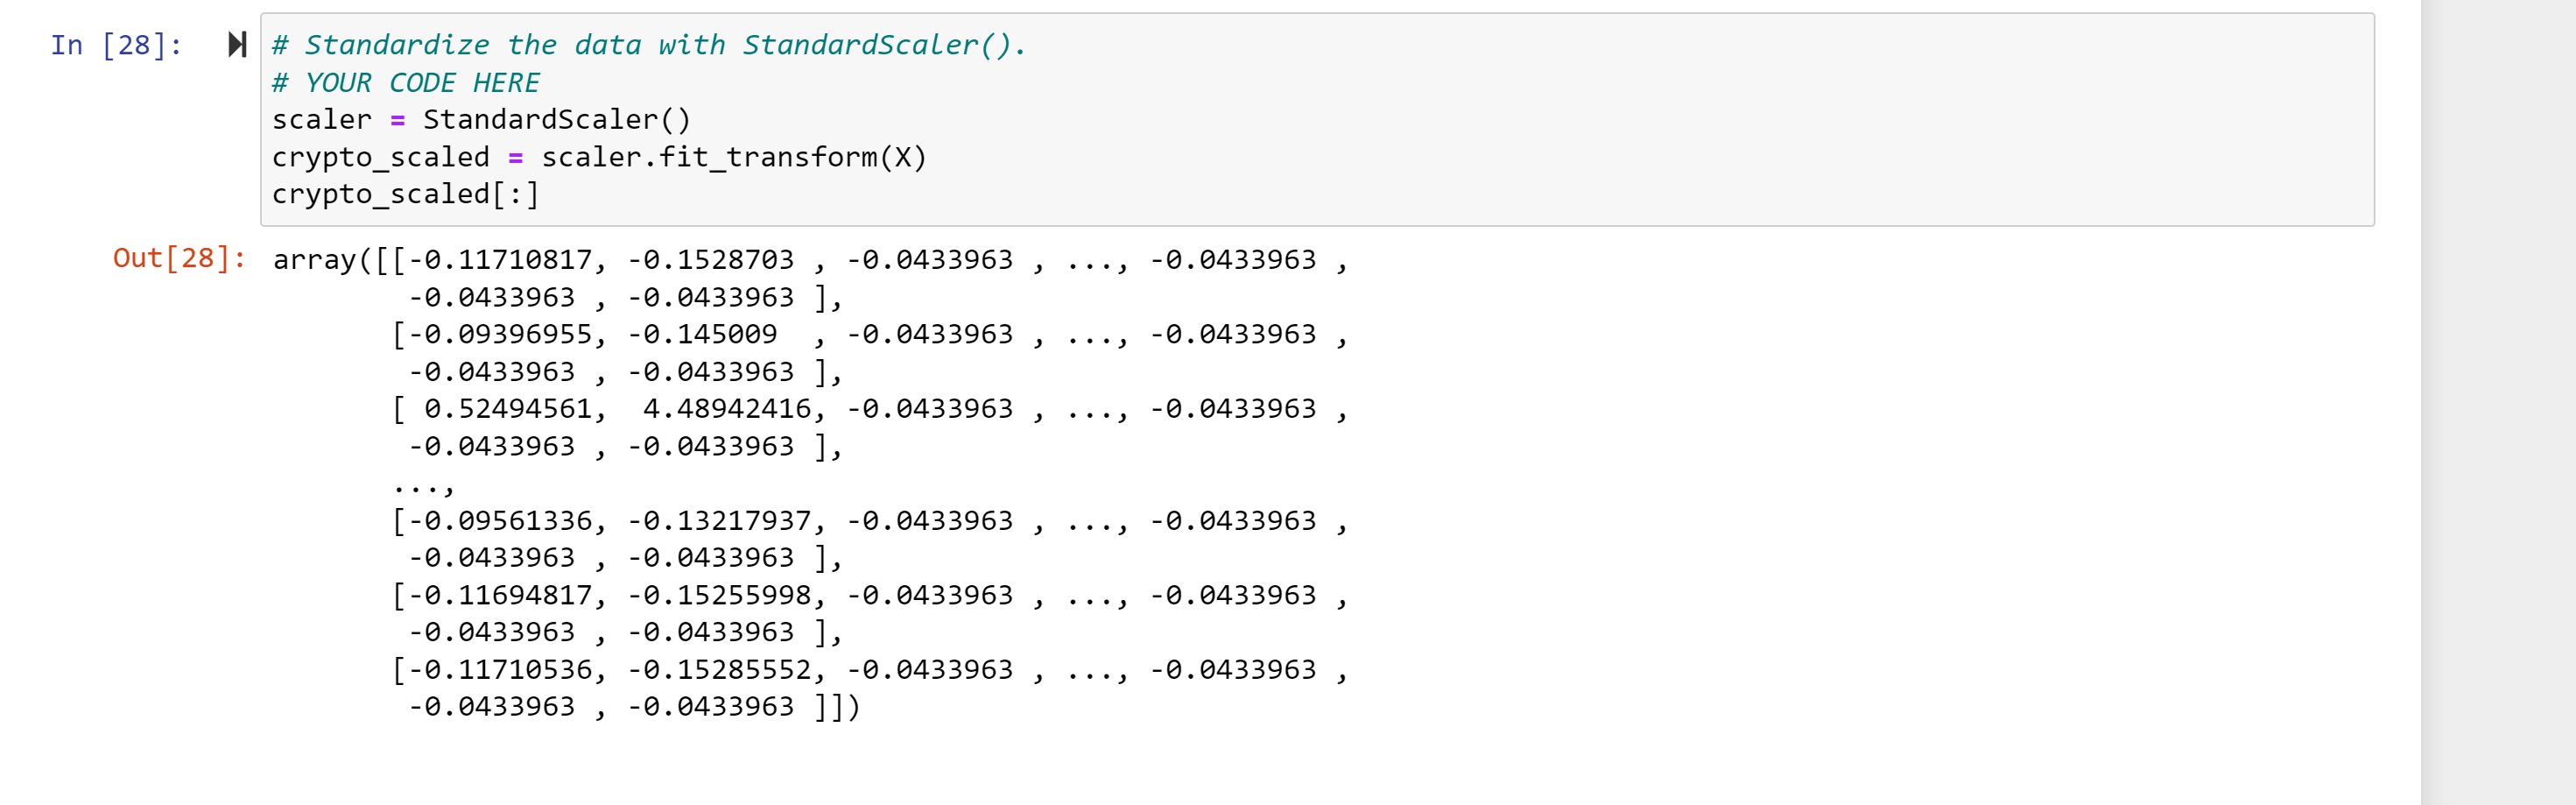 In [28]:
# Standardize the data with StandardScaler().
# YOUR CODE HERE
scaler = StandardScaler()
crypto_scaled = scaler.fit_transform(X)
crypto_scaled[:]
Out[28]: array([[-0.11710817, -0.1528703 , -0.0433963 , ..., -0.0433963 ,
-0.0433963 , -0.0433963 ],
[-0.09396955, -0.145009  , -0.0433963 , ..., -0.0433963 ,
-0.0433963 , -0.0433963 ],
[ 0.52494561,  4.48942416, -0.0433963 , ..., -0.0433963 ,
-0.0433963 , -0.0433963 ],
...,
[-0.09561336, -0.13217937, -0.0433963 , ..., -0.0433963 ,
-0.0433963 , -0.0433963 ],
[-0.11694817, -0.15255998, -0.0433963 , ..., -0.0433963 ,
-0.0433963 , -0.0433963 ],
[-0.11710536, -0.15285552, -0.0433963 , ..., -0.0433963 ,
-0.0433963 , -0.0433963 ]])